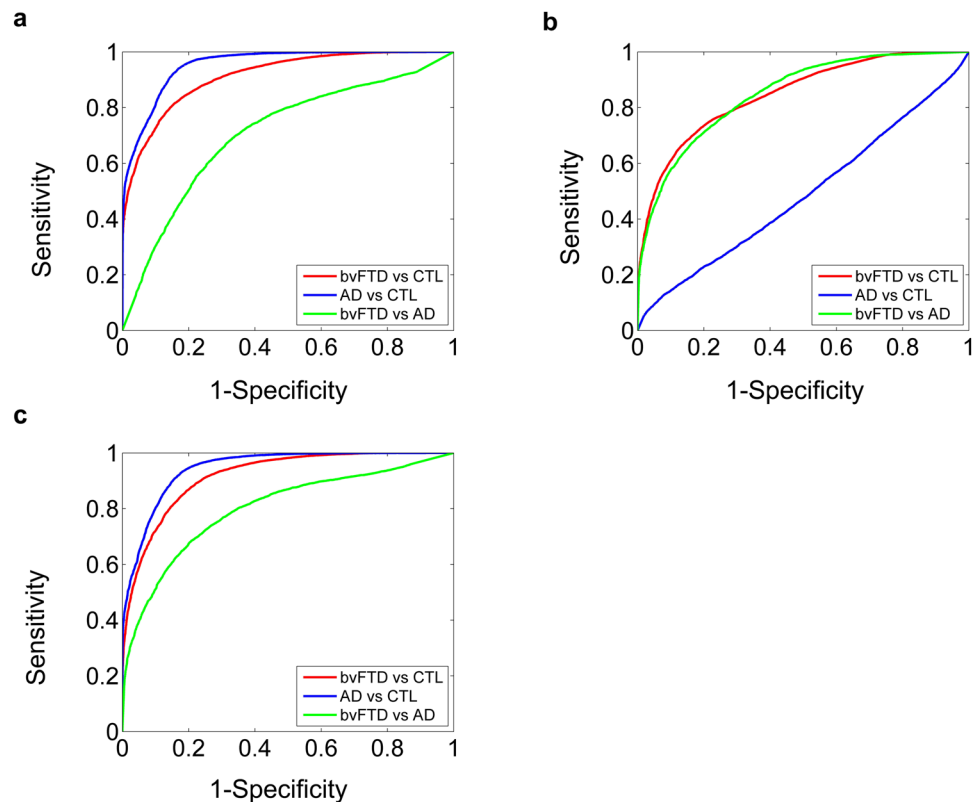 a
1
0.8
0.6
0.4
0.2
0
Sensitivity
0 0.2 0.4 0.6 0.8 1
1-Specificity
bvFTD vs CTL
AD vs CTL
bvFTD vs AD
b
1
0.8
0.6
0.4
0.2
0
Sensitivity
0 0.2 0.4 0.6 0.8 1
1-Specificity
bvFTD vs CTL
AD vs CTL
bvFTD vs AD
c
1
0.8
0.6
0.4
0.2
0
Sensitivity
0 0.2 0.4 0.6 0.8 1
1-Specificity
bvFTD vs CTL
AD vs CTL
bvFTD vs AD